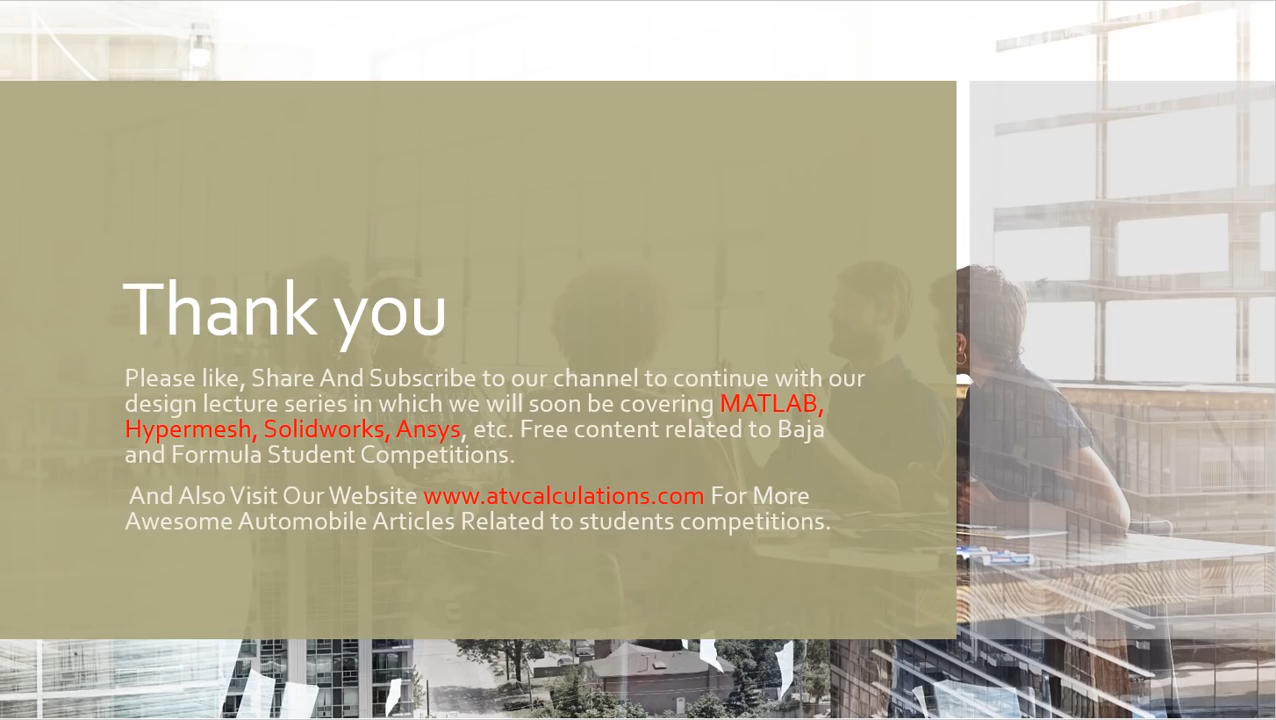 Thank you
Please like, Share And Subscribe to our channel to continue with our
design lecture series in which we will soon be covering MATLAB,
Hypermesh, Solidworks, Ansys, etc. Free content related to Baja
and Formula Student Competitions.
And Also Visit Our Website www.atvcalculations.com For More
Awesome Automobile Articles Related to students competitions.